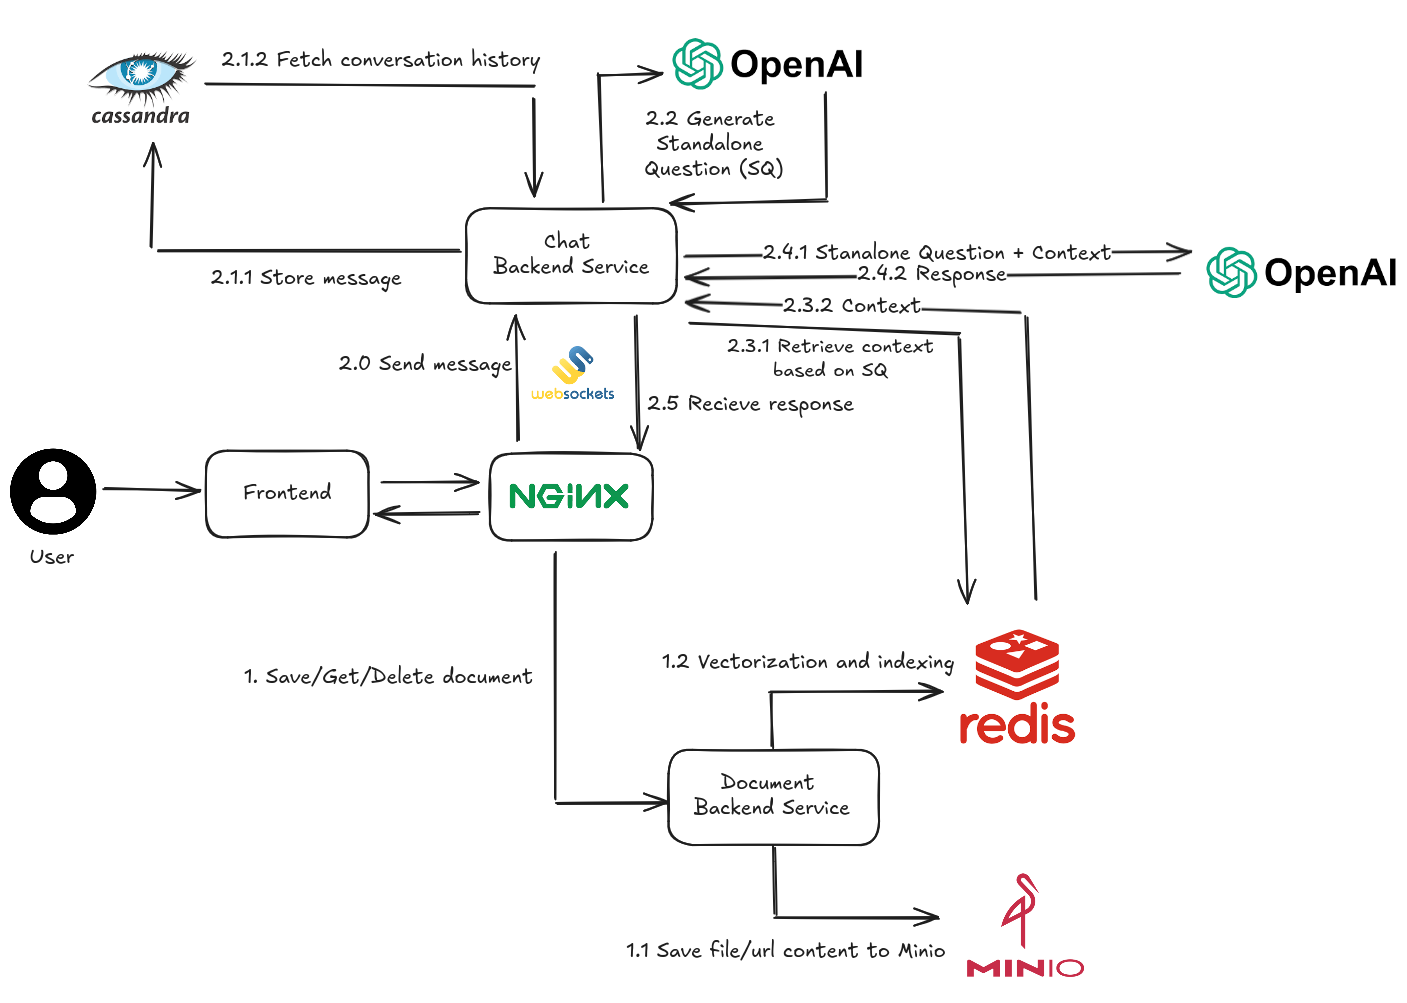 2.1.2 Fetch conversation history
OpenAI
cassandra
2.2 Generate
Standalone
Question (SQ)
Chat
Backend Service
2.4.1 Stanalone Question + Context
2.4.2 Response
OpenAI
2.1.1 Store message
2.3.2 Context
2.3.1 Retrieve context
based on SQ
2.0 Send message
websockets
2.5 Recieve response
Frontend
NGINX
User
1. Save/Get/Delete document
1.2 Vectorization and indexing
redis
Document
Backend Service
1.1 Save file/url content to Minio
MINIO